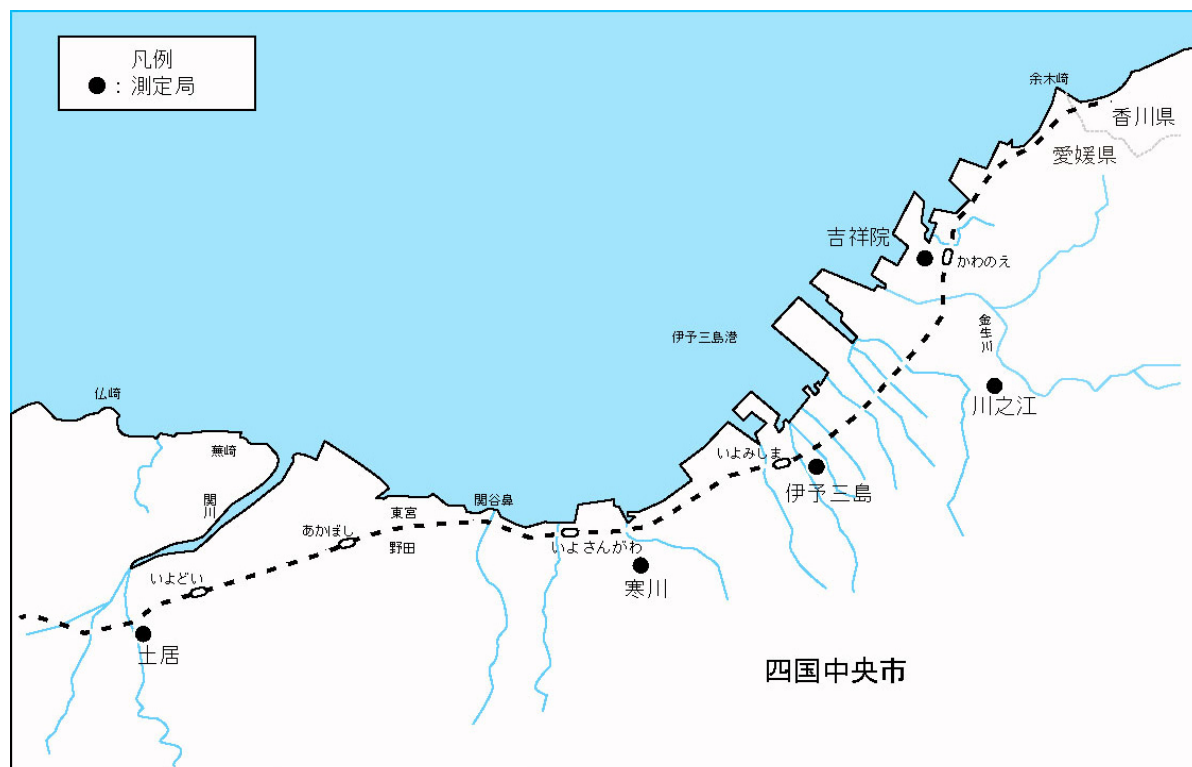 凡例
●：測定局
余木崎
香川県
愛媛県
吉祥院
かわのえ
伊予三島港
金生川
川之江
仏崎
蕪崎
関川
いよみしま
伊予三島
関谷鼻
東宮
あかぼし
野田
いよさんがわ
いよどい
寒川
土居
四国中央市